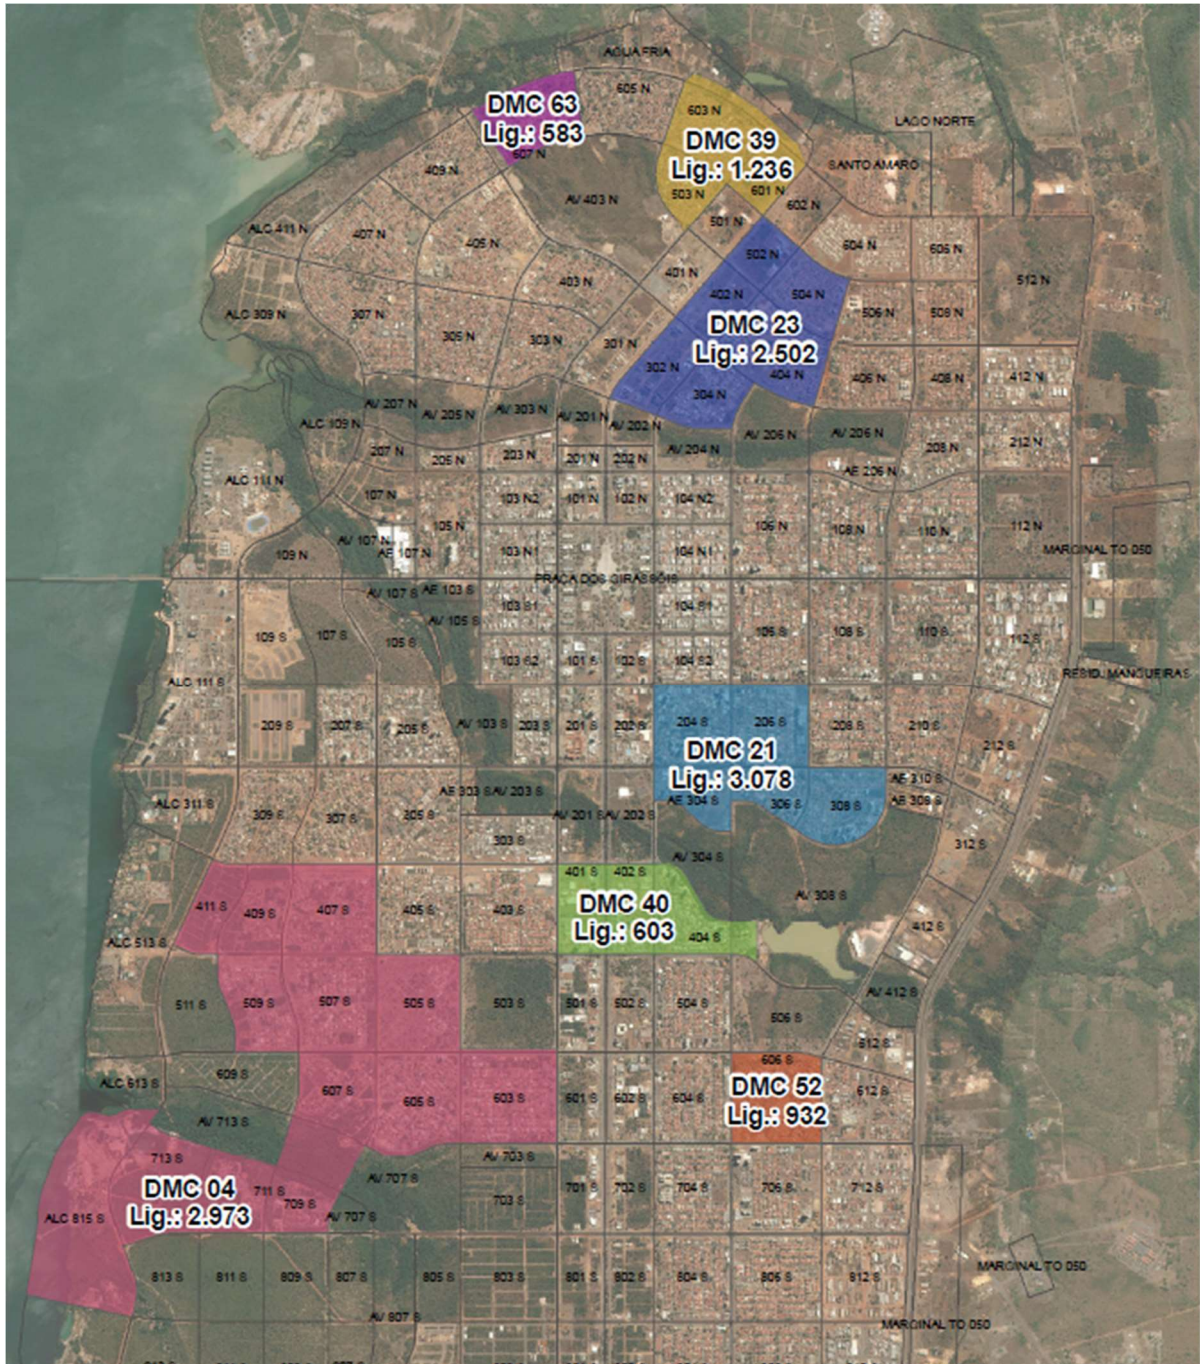 AGUA FRIA
605 N
DMC 63
Lig.: 583
607 N
603 N
DMC 39
Lig.: 1.236
503 N
601 N
LAGO NORTE
SANTO AMARO
409 N
AV 403 N
602 N
501 N
ALC 411 N
407 N
405 N
502 N
604 N
606 N
403 N
401 N
402 N
504 N
512 N
ALC 309 N
307 N
305 N
303 N
301 N
DMC 23
Lig.: 2.502
506 N
508 N
302 N
404 N
304 N
406 N
408 N
412 N
AV 207 N
AV 205 N
AV 303 N
AV 201 N
AV 202 N
AV 204 N
AV 206 N
AV 206 N
ALC 109 N
207 N
205 N
203 N
201 N
202 N
208 N
212 N
AE 206 N
ALC 111 N
107 N
105 N
103 N2
101 N
102 N
104 N2
106 N
108 N
110 N
112 N
109 N
AV 107 N
AE 107 N
103 N1
104 N1
MARGINAL TO 050
PRACA DOS GIRASSÓIS
AV 107 S
AE 103 S
AV 105 S
103 S1
104 S1
109 S
107 S
105 S
106 S
108 S
110 S
112 S
103 S2
101 S
102 S
104 S2
ALC 111 S
RESID. MANGUEIRAS
209 S
207 S
205 S
AV 103 S
203 S
201 S
202 S
204 S
206 S
208 S
210 S
212 S
DMC 21
Lig.: 3.078
AE 310 S
AE 308 S
ALC 311 S
309 S
307 S
305 S
AE 303 S
AV 203 S
AV 201 S
AV 202 S
AE 304 S
306 S
308 S
303 S
312 S
AV 304 S
AV 308 S
401 S
402 S
DMC 40
Lig.: 603
404 S
411 S
409 S
407 S
405 S
403 S
412 S
ALC 513 S
511 S
509 S
507 S
505 S
503 S
501 S
502 S
504 S
506 S
AV 412 S
512 S
ALC 613 S
609 S
607 S
605 S
603 S
601 S
602 S
604 S
606 S
DMC 52
Lig.: 932
612 S
AV 713 S
713 S
711 S
709 S
DMC 04
Lig.: 2.973
ALC 815 S
AV 707 S
AV 707 S
AV 703 S
703 S
701 S
702 S
704 S
706 S
712 S
813 S
811 S
809 S
807 S
805 S
803 S
801 S
802 S
804 S
806 S
812 S
MARGINAL TO 050
AV 807 S
MARGINAL TO 050